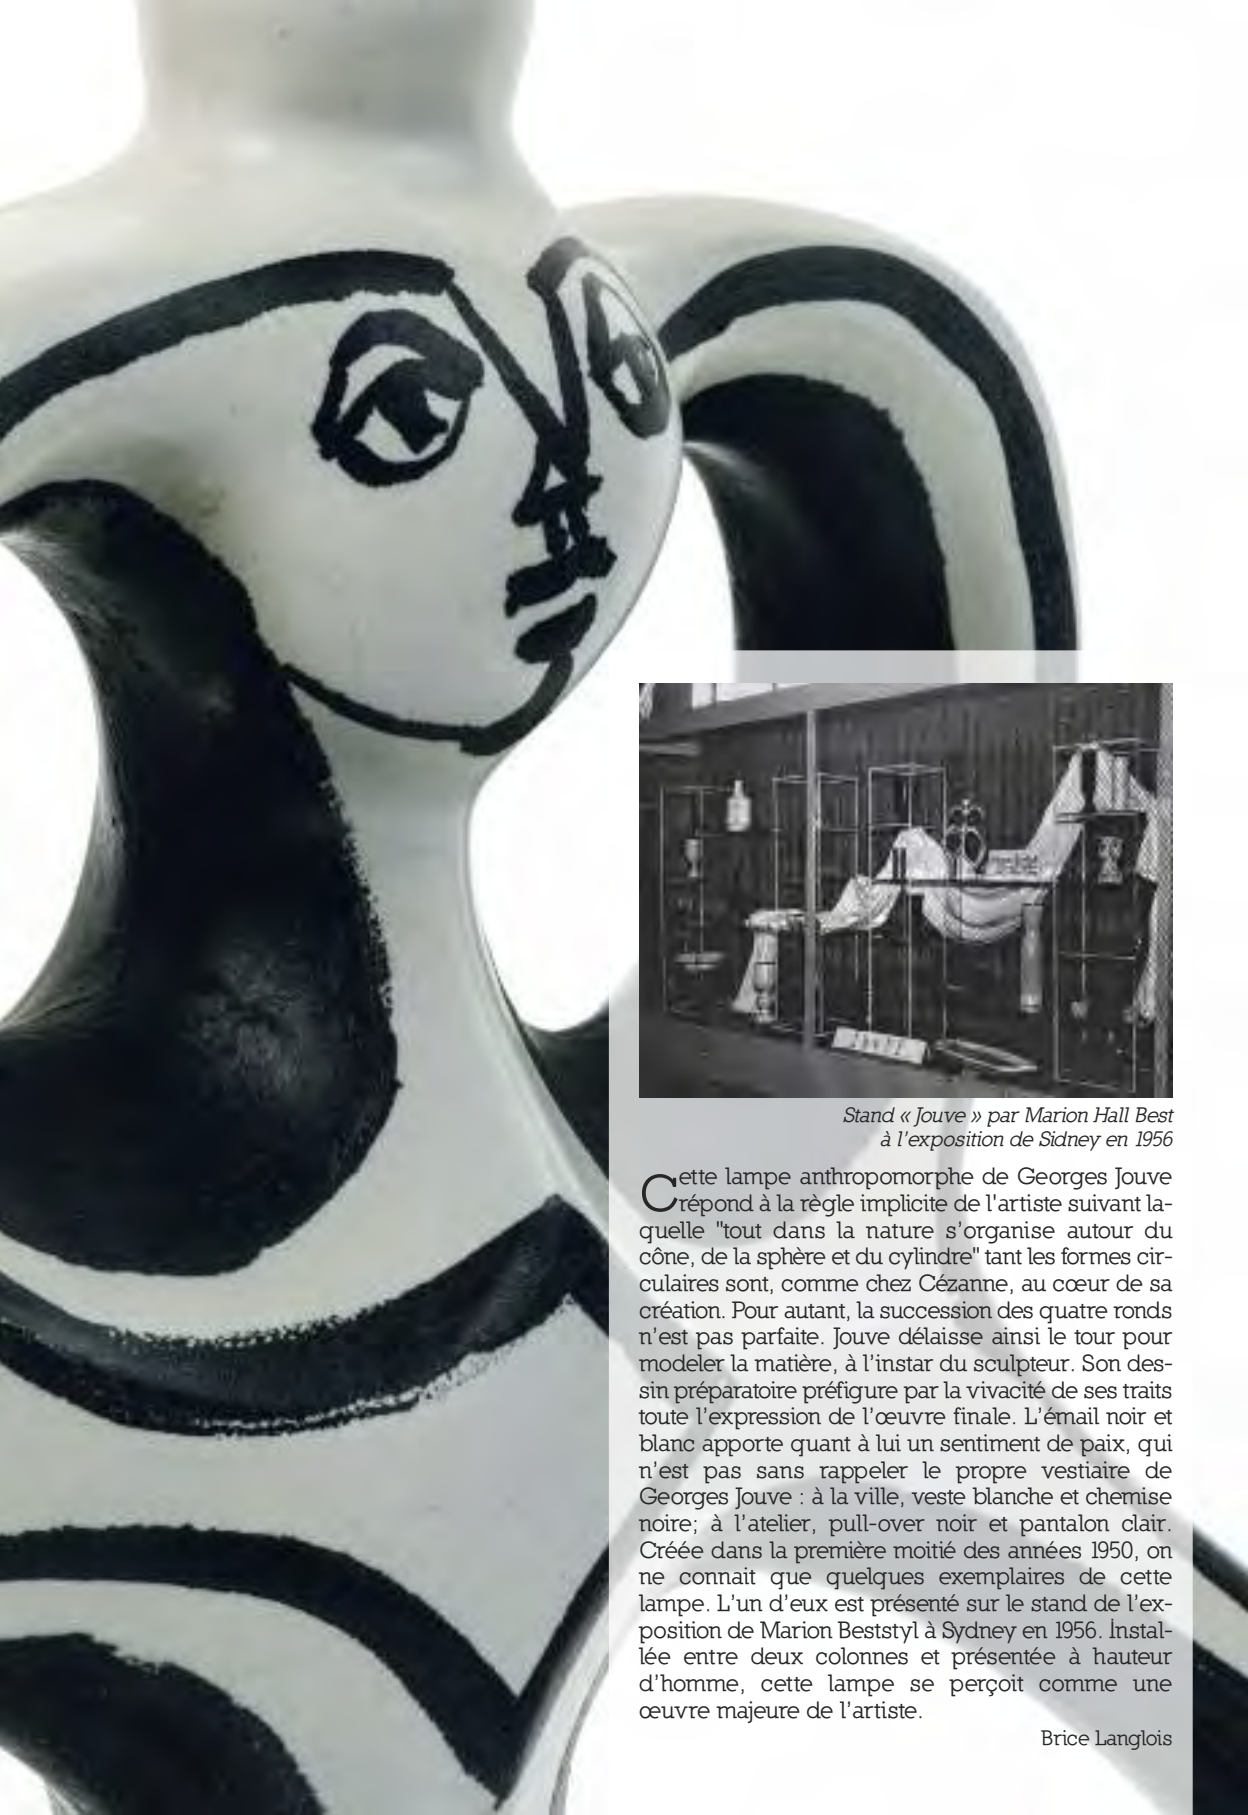 Stand « Jouve » par Marion Hall Best
à l'exposition de Sidney en 1956
Cette lampe anthropomorphe de Georges Jouve
répond à la règle implicite de l'artiste suivant la-
quelle "tout dans la nature s'organise autour du
cône, de la sphère et du cylindre" tant les formes cir-
culaires sont, comme chez Cézanne, au cœur de sa
création. Pour autant, la succession des quatre ronds
n'est pas parfaite. Jouve délaisse ainsi le tour pour
modeler la matière, à l'instar du sculpteur. Son des-
sin préparatoire préfigure par la vivacité de ses traits
toute l'expression de l'œuvre finale. L'émail noir et
blanc apporte quant à lui un sentiment de paix, qui
n'est pas sans rappeler le propre vestiaire de
Georges Jouve : à la ville, veste blanche et chemise
noire; à l'atelier, pull-over noir et pantalon clair.
Créée dans la première moitié des années 1950, on
ne connait que quelques exemplaires de cette
lampe. L'un d'eux est présenté sur le stand de l'ex-
position de Marion Beststyl à Sydney en 1956. Instal-
lée entre deux colonnes et présentée à hauteur
d'homme, cette lampe se perçoit comme une
œuvre majeure de l'artiste.
Brice Langlois